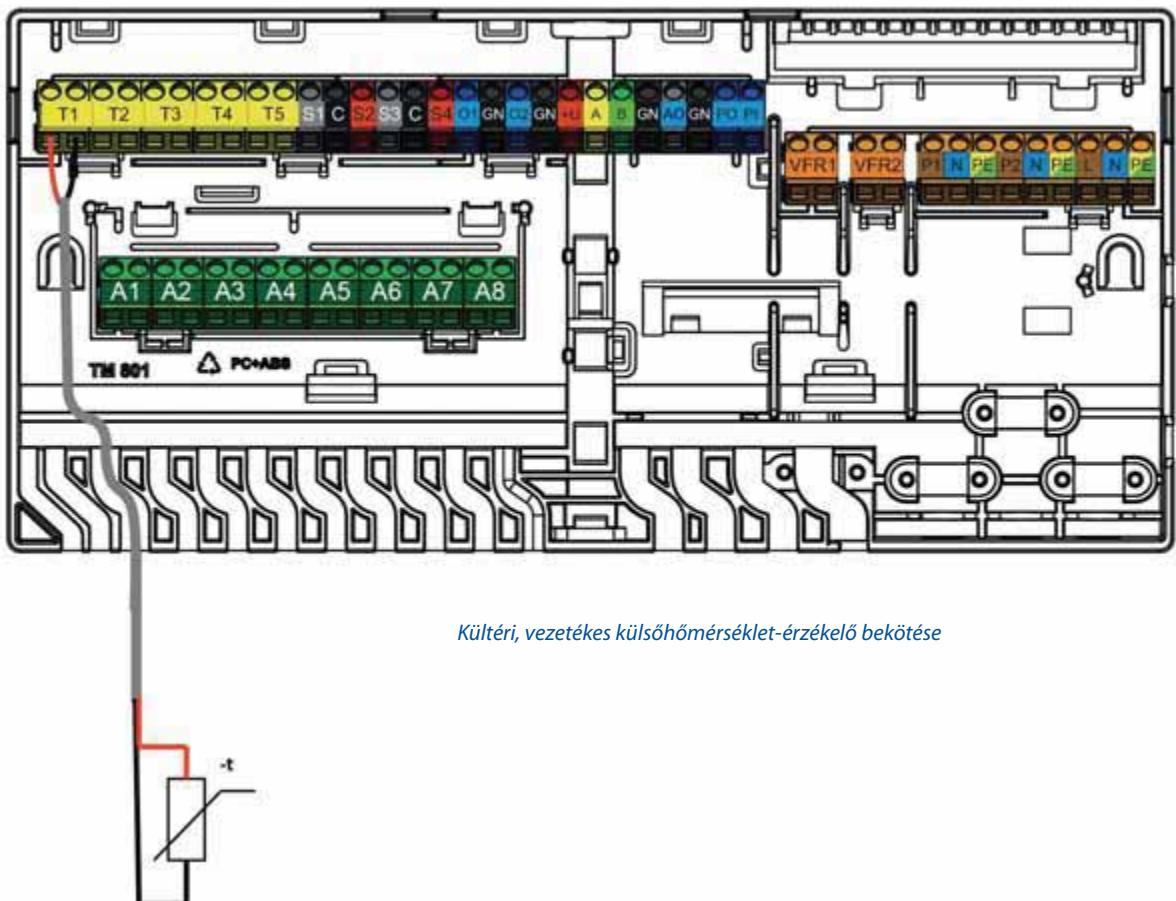 T1 T2 T3 T4 T5 S1 C S2 S3 C S4 O1 GN O2 GN +U A B GN AO GN PO P1
VFR1 VFR2 P1 N PE P2 N PE L N PE
A1 A2 A3 A4 A5 A6 A7 A8
TM 801 PC+ABS
Kültéri, vezetékes külsőhőmérséklet-érzékelő bekötése
-t